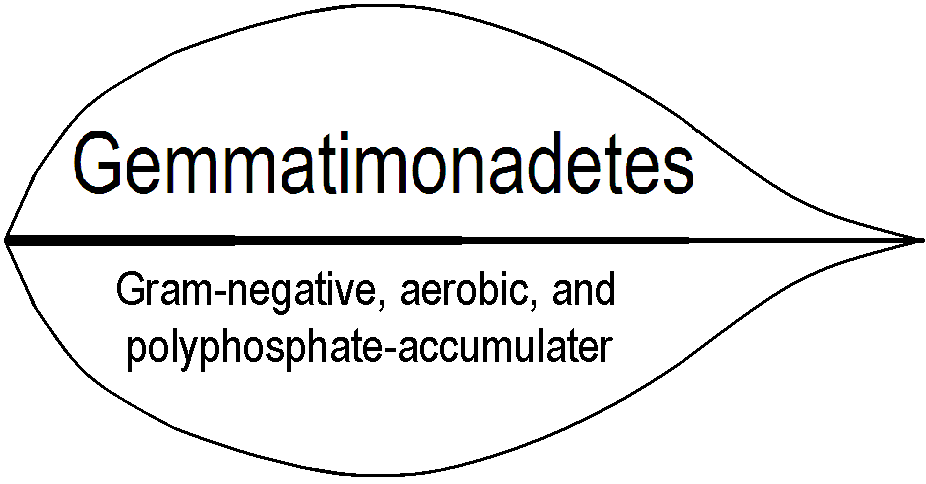 Gemmatimonadetes
Gram-negative, aerobic, and
polyphosphate-accumulater